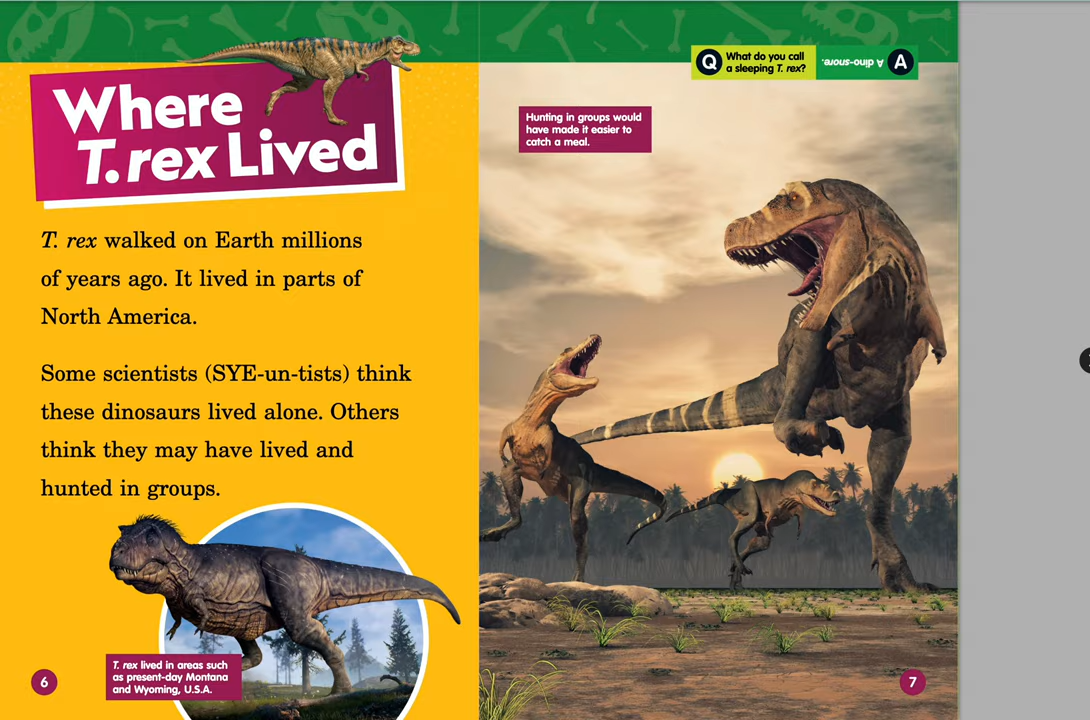 Where
T. rex Lived
T. rex walked on Earth millions
of years ago. It lived in parts of
North America.
Some scientists (SYE-un-tists) think
these dinosaurs lived alone. Others
think they may have lived and
hunted in groups.
T. rex lived in areas such
as present-day Montana
and Wyoming, U.S.A.
6
Q
What do you call
a sleeping T. rex?
A dino-snore.
A
Hunting in groups would
have made it easier to
catch a meal.
7